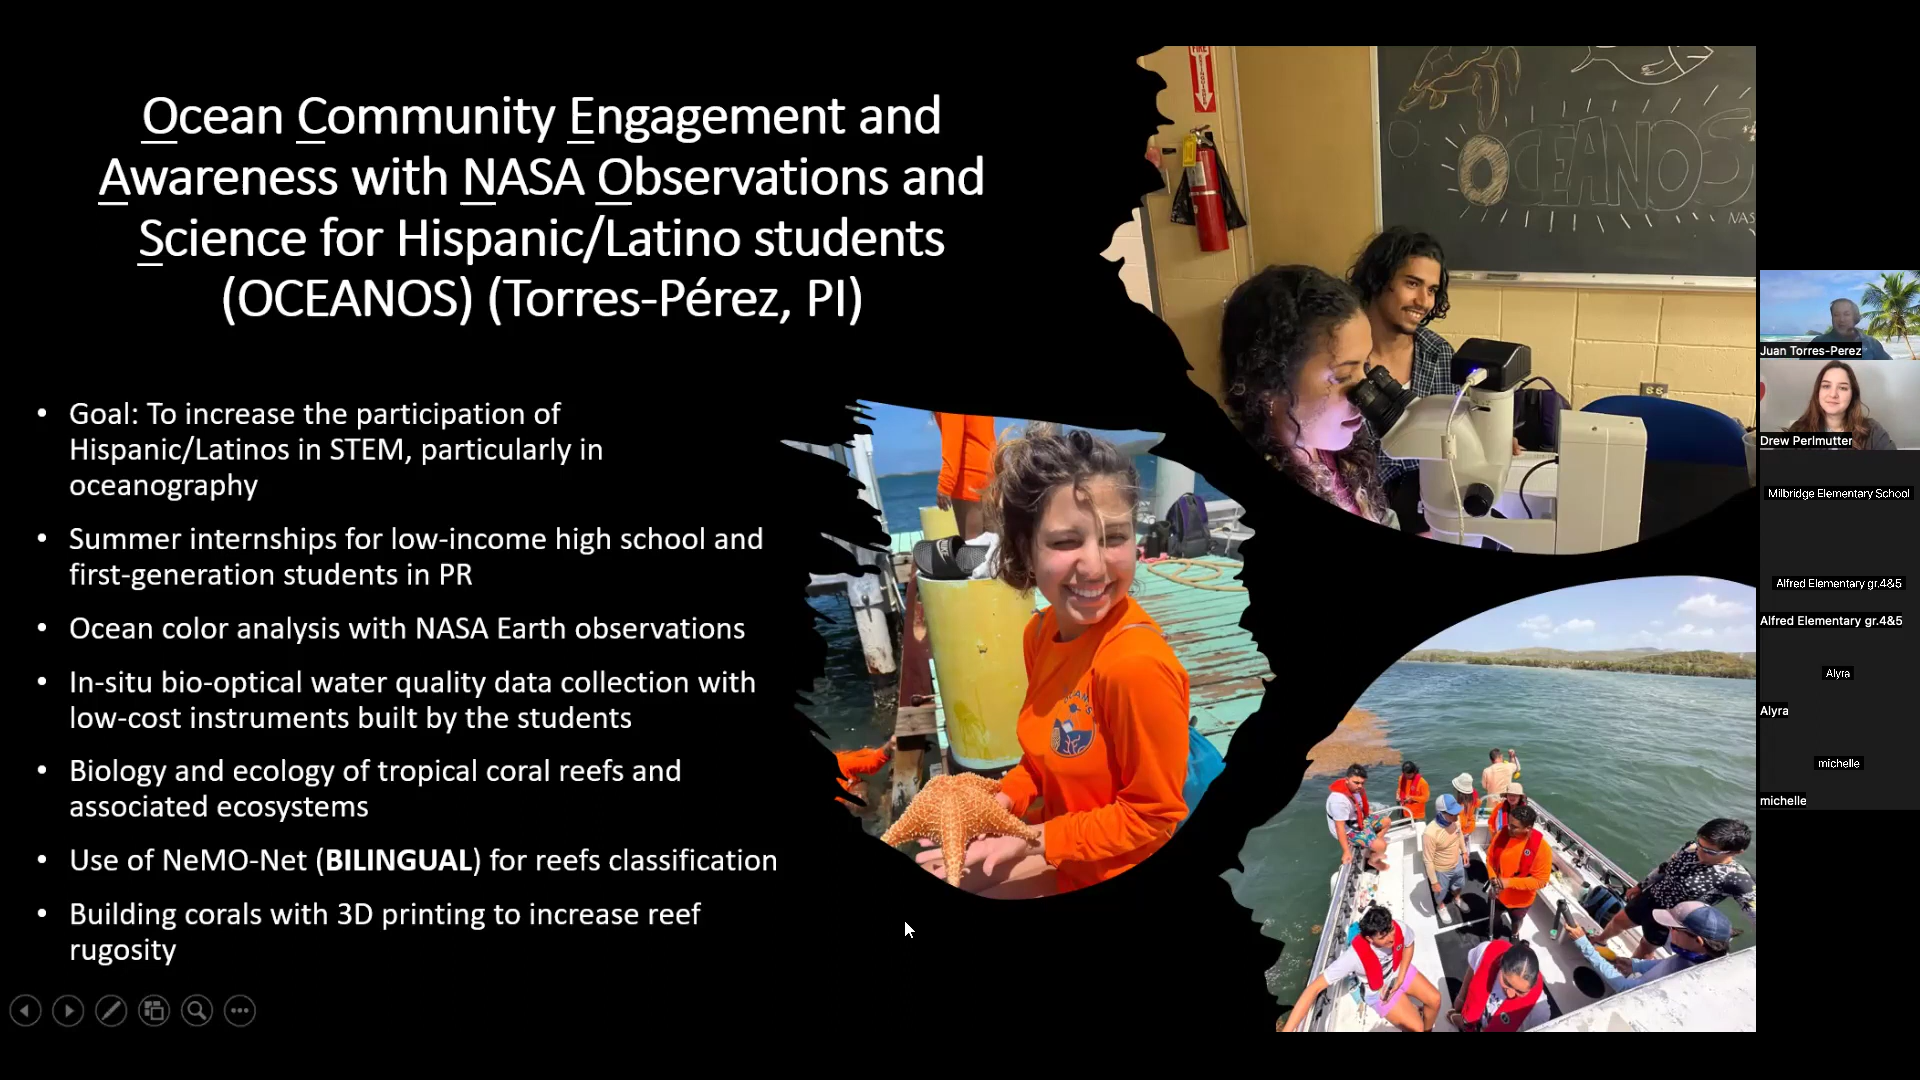 Ocean Community Engagement and
Awareness with NASA Observations and
Science for Hispanic/Latino students
(OCEANOS) (Torres-Pérez, PI)
• Goal: To increase the participation of
Hispanic/Latinos in STEM, particularly in
oceanography
• Summer internships for low-income high school and
first-generation students in PR
• Ocean color analysis with NASA Earth observations
• In-situ bio-optical water quality data collection with
low-cost instruments built by the students
• Biology and ecology of tropical coral reefs and
associated ecosystems
• Use of NeMO-Net (BILINGUAL) for reefs classification
• Building corals with 3D printing to increase reef
rugosity
FIRE
EXTINGUISHER
OCEANOS
NAS
Juan Torres-Perez
Drew Perlmutter
Milbridge Elementary School
Alfred Elementary gr.4&5
Alfred Elementary gr.4&5
Alyra
Alyra
michelle
michelle